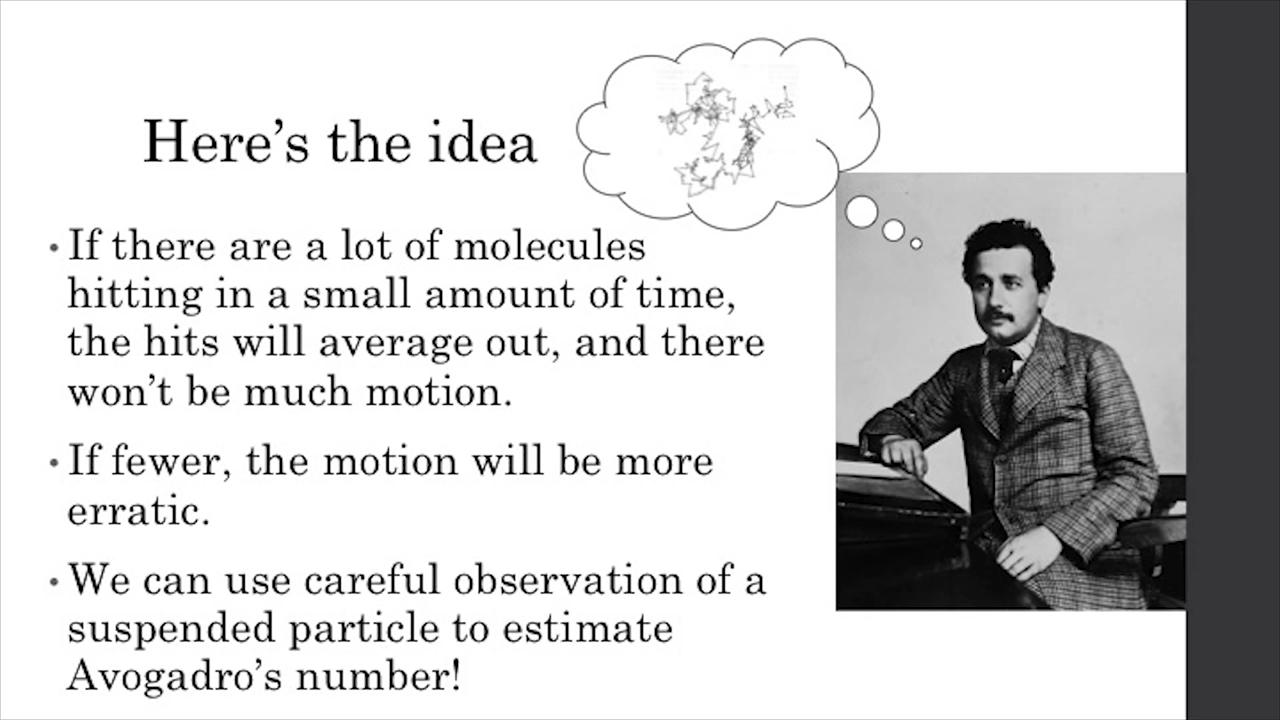 Here’s the idea
• If there are a lot of molecules
hitting in a small amount of time,
the hits will average out, and there
won’t be much motion.
• If fewer, the motion will be more
erratic.
• We can use careful observation of a
suspended particle to estimate
Avogadro’s number!